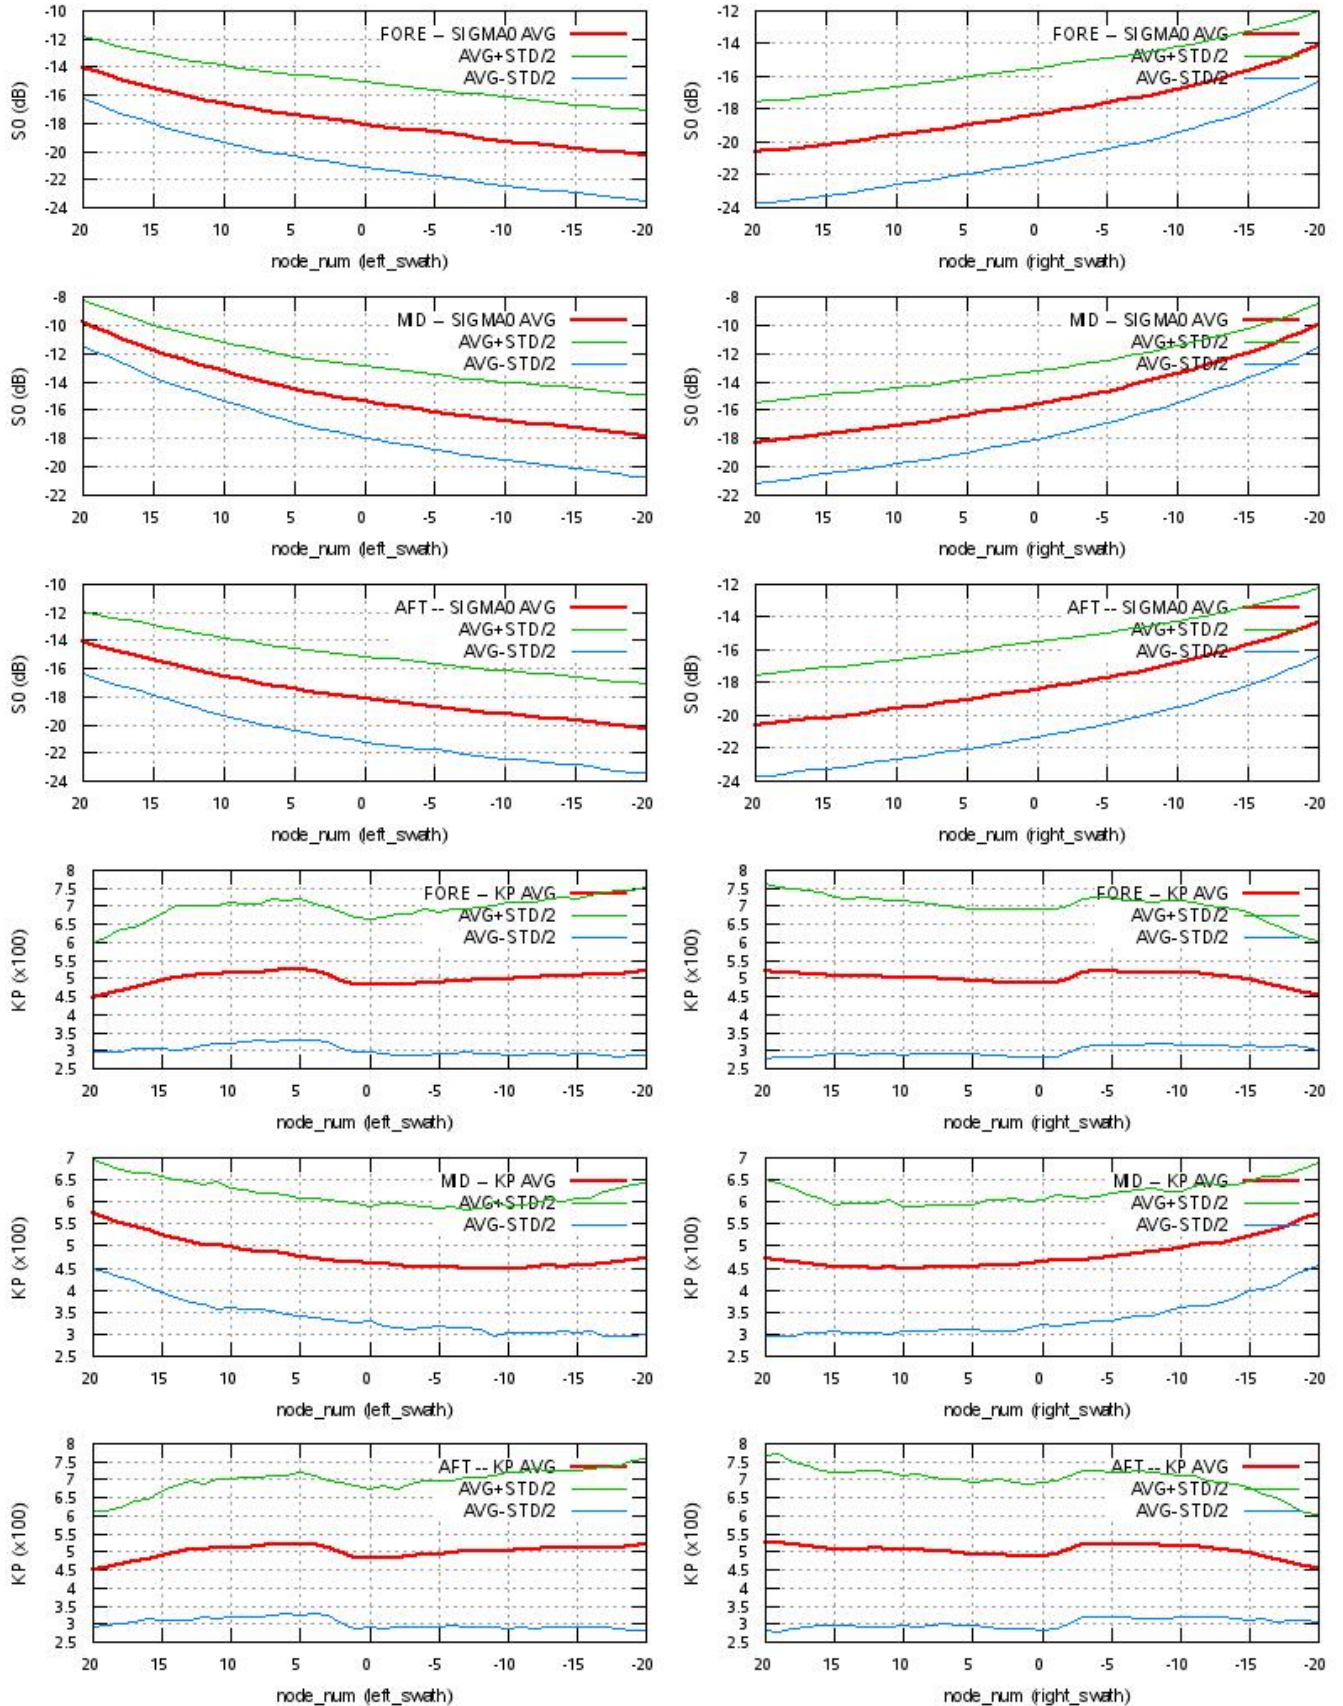 -10
-12
-14
-16
-18
-20
-22
-24
S0 (dB)
FORE -- SIGMA0 AVG
AVG+STD/2
AVG-STD/2
20 15 10 5 0 -5 -10 -15 -20
node_num (left_swath)
-12
-14
-16
-18
-20
-22
-24
S0 (dB)
FORE -- SIGMA0 AVG
AVG+STD/2
AVG-STD/2
20 15 10 5 0 -5 -10 -15 -20
node_num (right_swath)
-8
-10
-12
-14
-16
-18
-20
-22
S0 (dB)
MID -- SIGMA0 AVG
AVG+STD/2
AVG-STD/2
20 15 10 5 0 -5 -10 -15 -20
node_num (left_swath)
-8
-10
-12
-14
-16
-18
-20
-22
S0 (dB)
MID -- SIGMA0 AVG
AVG+STD/2
AVG-STD/2
20 15 10 5 0 -5 -10 -15 -20
node_num (right_swath)
-10
-12
-14
-16
-18
-20
-22
-24
S0 (dB)
AFT -- SIGMA0 AVG
AVG+STD/2
AVG-STD/2
20 15 10 5 0 -5 -10 -15 -20
node_num (left_swath)
-12
-14
-16
-18
-20
-22
-24
S0 (dB)
AFT -- SIGMA0 AVG
AVG+STD/2
AVG-STD/2
20 15 10 5 0 -5 -10 -15 -20
node_num (right_swath)
8
7.5
7
6.5
6
5.5
5
4.5
4
3.5
3
2.5
KP (x100)
FORE -- KP AVG
AVG+STD/2
AVG-STD/2
20 15 10 5 0 -5 -10 -15 -20
node_num (left_swath)
8
7.5
7
6.5
6
5.5
5
4.5
4
3.5
3
2.5
KP (x100)
FORE -- KP AVG
AVG+STD/2
AVG-STD/2
20 15 10 5 0 -5 -10 -15 -20
node_num (right_swath)
7
6.5
6
5.5
5
4.5
4
3.5
3
2.5
KP (x100)
MID -- KP AVG
AVG+STD/2
AVG-STD/2
20 15 10 5 0 -5 -10 -15 -20
node_num (left_swath)
7
6.5
6
5.5
5
4.5
4
3.5
3
2.5
KP (x100)
MID -- KP AVG
AVG+STD/2
AVG-STD/2
20 15 10 5 0 -5 -10 -15 -20
node_num (right_swath)
8
7.5
7
6.5
6
5.5
5
4.5
4
3.5
3
2.5
KP (x100)
AFT -- KP AVG
AVG+STD/2
AVG-STD/2
20 15 10 5 0 -5 -10 -15 -20
node_num (left_swath)
8
7.5
7
6.5
6
5.5
5
4.5
4
3.5
3
2.5
KP (x100)
AFT -- KP AVG
AVG+STD/2
AVG-STD/2
20 15 10 5 0 -5 -10 -15 -20
node_num (right_swath)